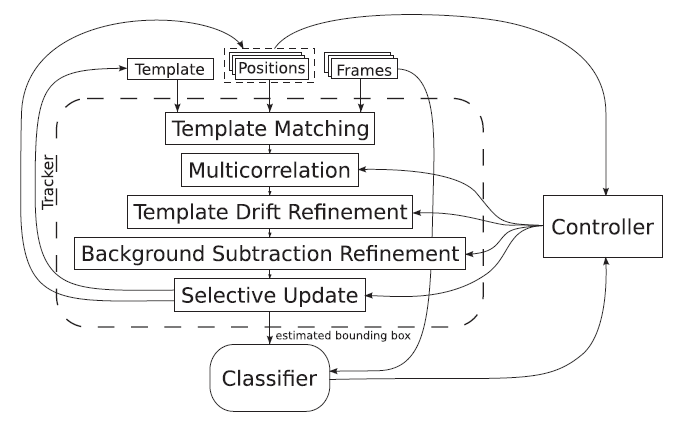 Template
Positions
Frames
Template Matching
Multicorrelation
Tracker
Template Drift Refinement
Controller
Background Subtraction Refinement
Selective Update
estimated bounding box
Classifier